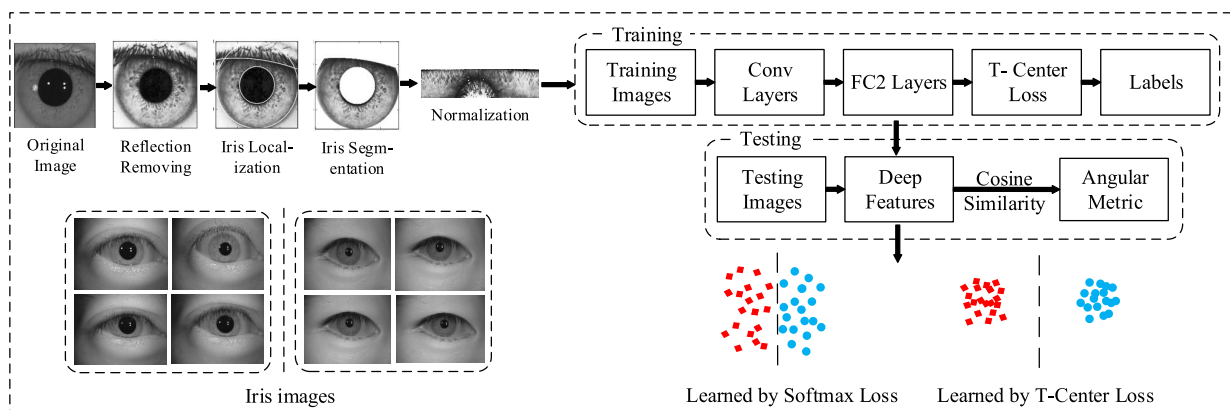 Training
Training
Images
Conv
Layers
FC2 Layers
T- Center
Loss
Labels
Original
Image
Reflection
Removing
Iris Local-
ization
Iris Segm-
entation
Normalization
Testing
Testing
Images
Deep
Features
Cosine
Similarity
Angular
Metric
Iris images
Learned by Softmax Loss
Learned by T-Center Loss